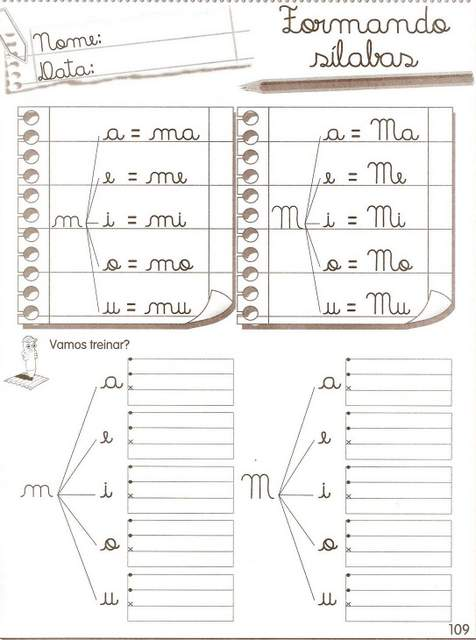 Nome:
Data:
Formando
sílabas
a = ma
e = me
m i = mi
o = mo
u = mu
a = Ma
e = Me
M i = Mi
o = Mo
u = Mu
Vamos treinar?
a
e
m i
o
u
a
e
M i
o
u
109